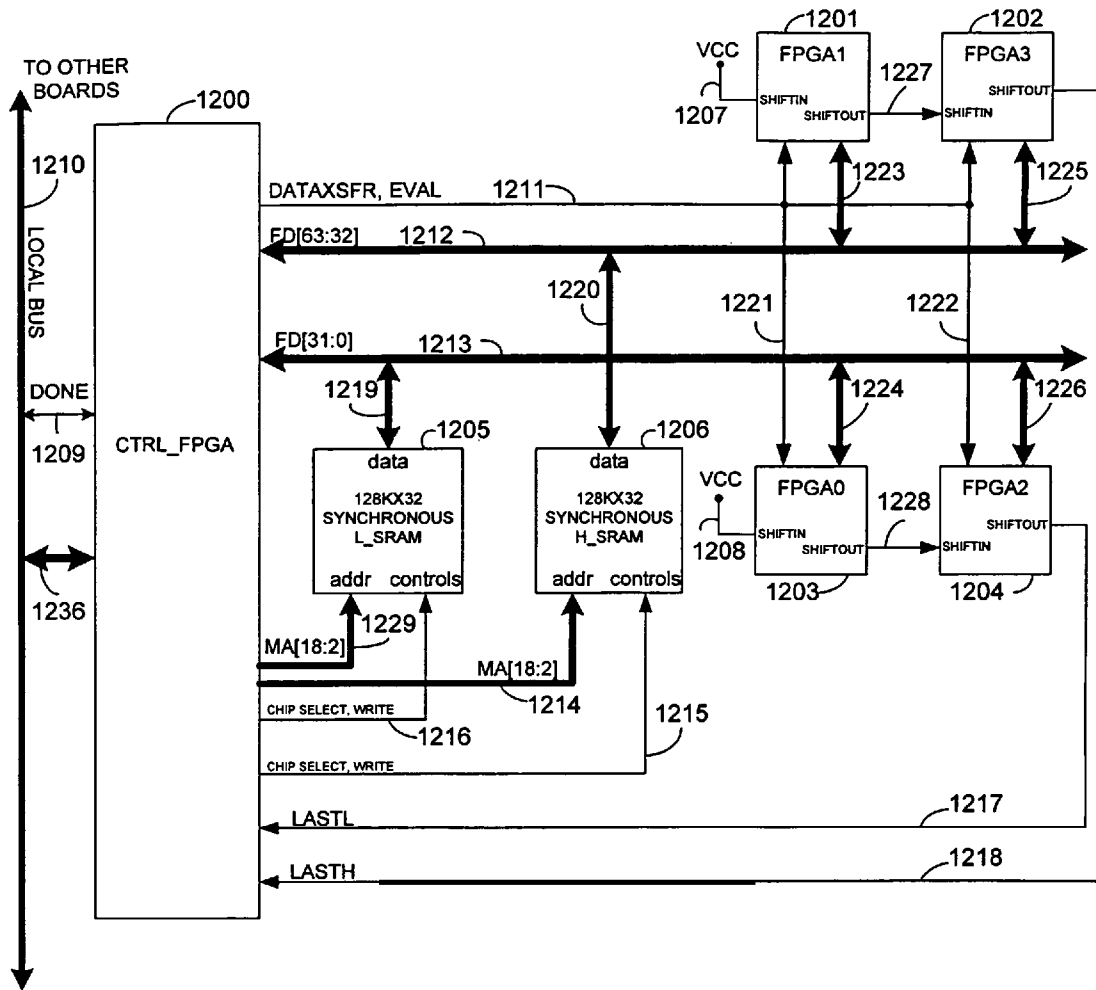 1201
1202
FPGA1
FPGA3
VCC
1207
SHIFTIN
SHIFTOUT
1227
SHIFTIN
SHIFTOUT
TO OTHER
BOARDS
1200
1210
LOCAL BUS
DATAXSFR, EVAL
1211
1223
1225
FD[63:32]
1212
1220
1221
1222
FD[31:0]
1213
DONE
1209
CTRL_FPGA
1219
1205
1206
1224
1226
data
128KX32
SYNCHRONOUS
L_SRAM
addr controls
data
128KX32
SYNCHRONOUS
H_SRAM
addr controls
VCC
1208
FPGA0
SHIFTIN
SHIFTOUT
1228
FPGA2
SHIFTIN
SHIFTOUT
1203
1204
1236
MA[18:2]
1229
MA[18:2]
1214
CHIP SELECT, WRITE
1216
1215
CHIP SELECT, WRITE
LASTL
1217
LASTH
1218